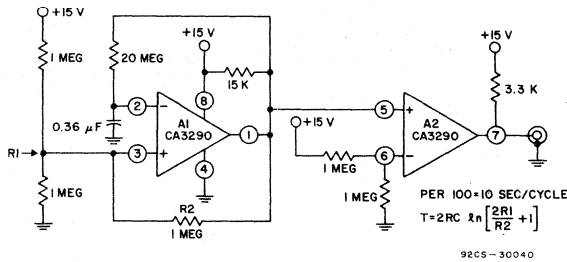 +15 V
1 MEG
20 MEG
+15 V
15 K
+15 V
3.3 K
0.36 µF
2
−
8
A1
CA3290
1
5
+
A2
CA3290
7
R1
3
+
4
+15 V
6
−
1 MEG
1 MEG
1 MEG
R2
1 MEG
PER 100=10 SEC/CYCLE
T=2RC ln[2R1/R2 +1]
92CS-30040